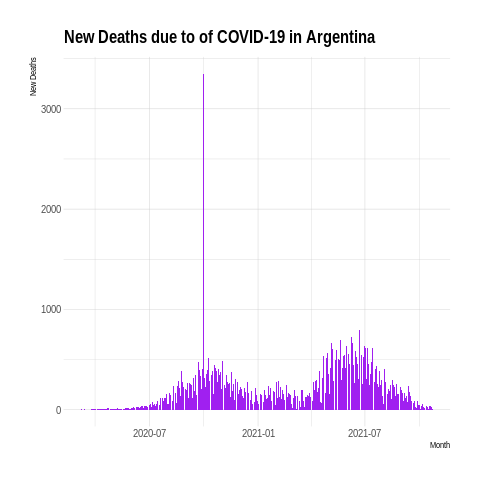 New Deaths due to of COVID-19 in Argentina
New Deaths
3000
2000
1000
0
2020-07
2021-01
2021-07
Month